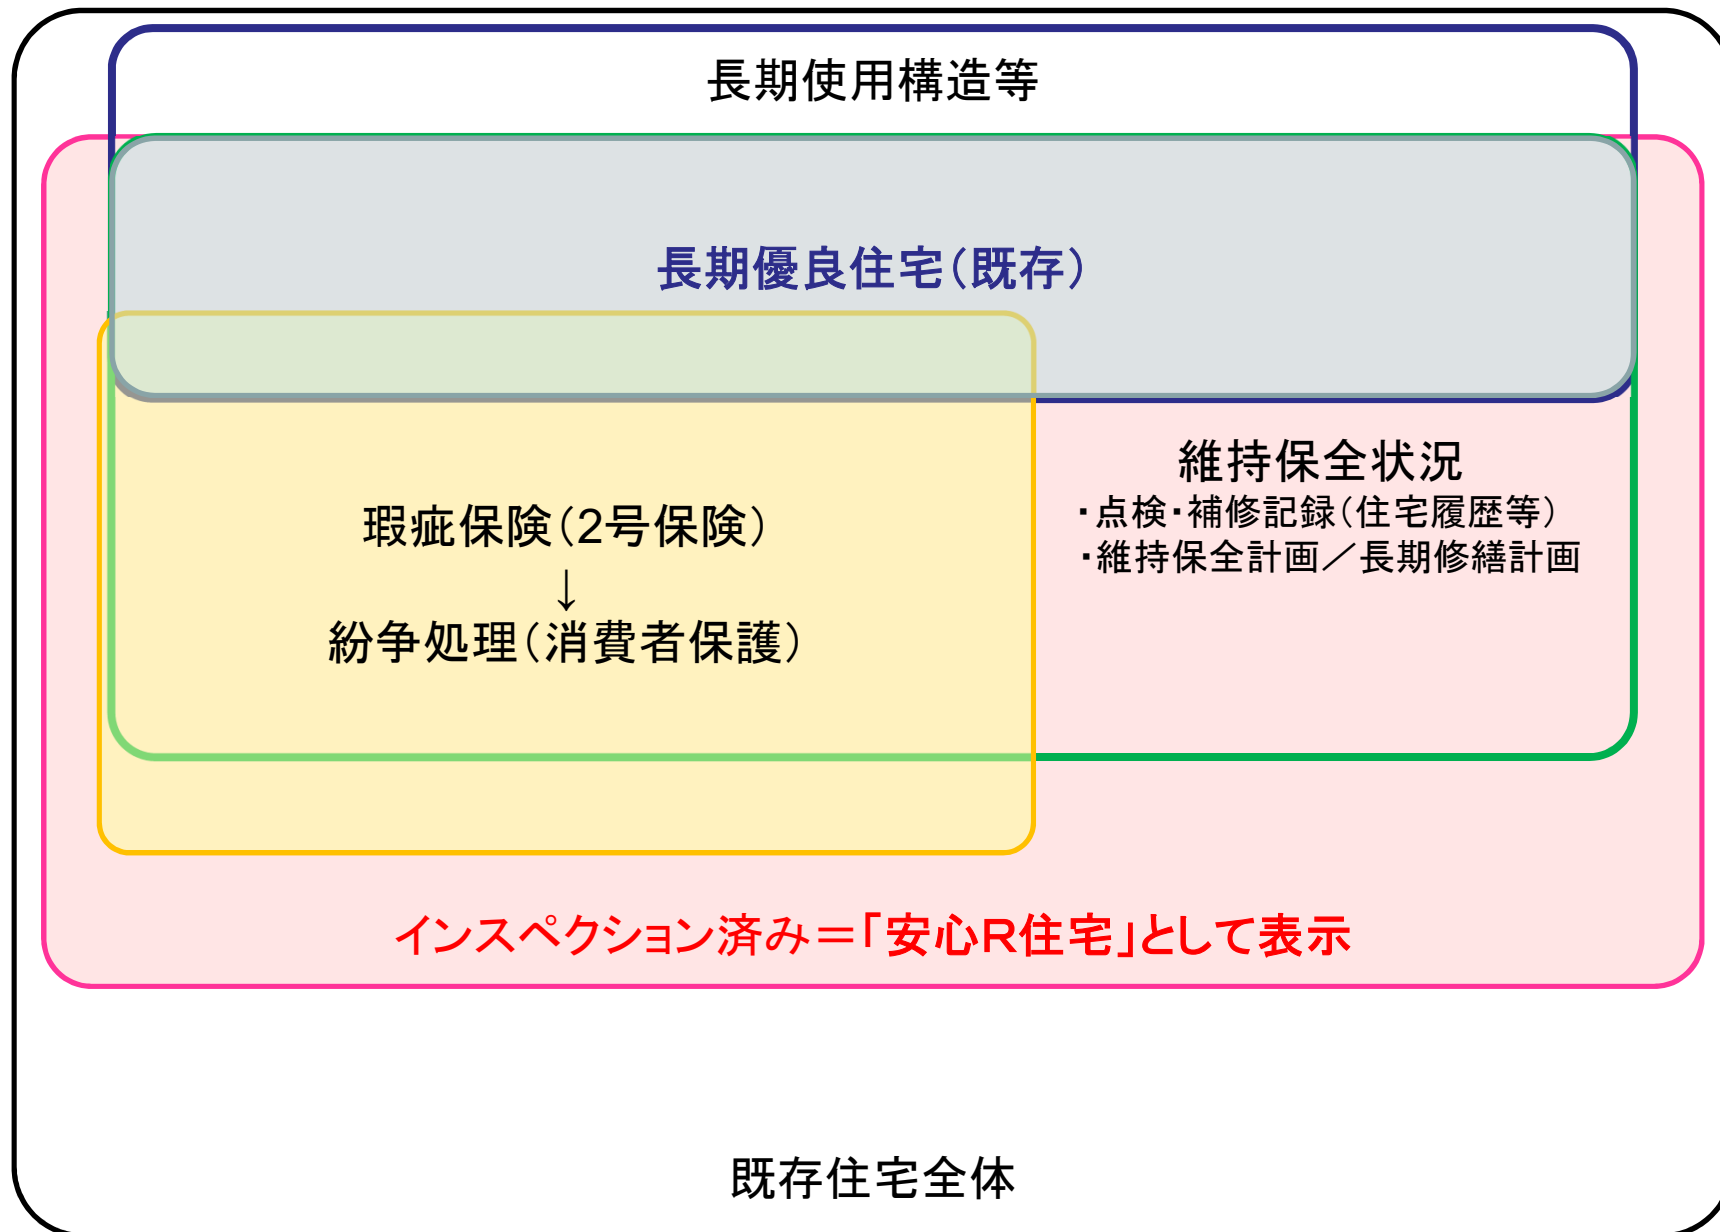 長期使用構造等
長期優良住宅(既存)
維持保全状況
・点検・補修記録(住宅履歴等)
・維持保全計画／長期修繕計画
瑕疵保険(2号保険)
↓
紛争処理(消費者保護)
インスペクション済み＝「安心R住宅」として表示
既存住宅全体